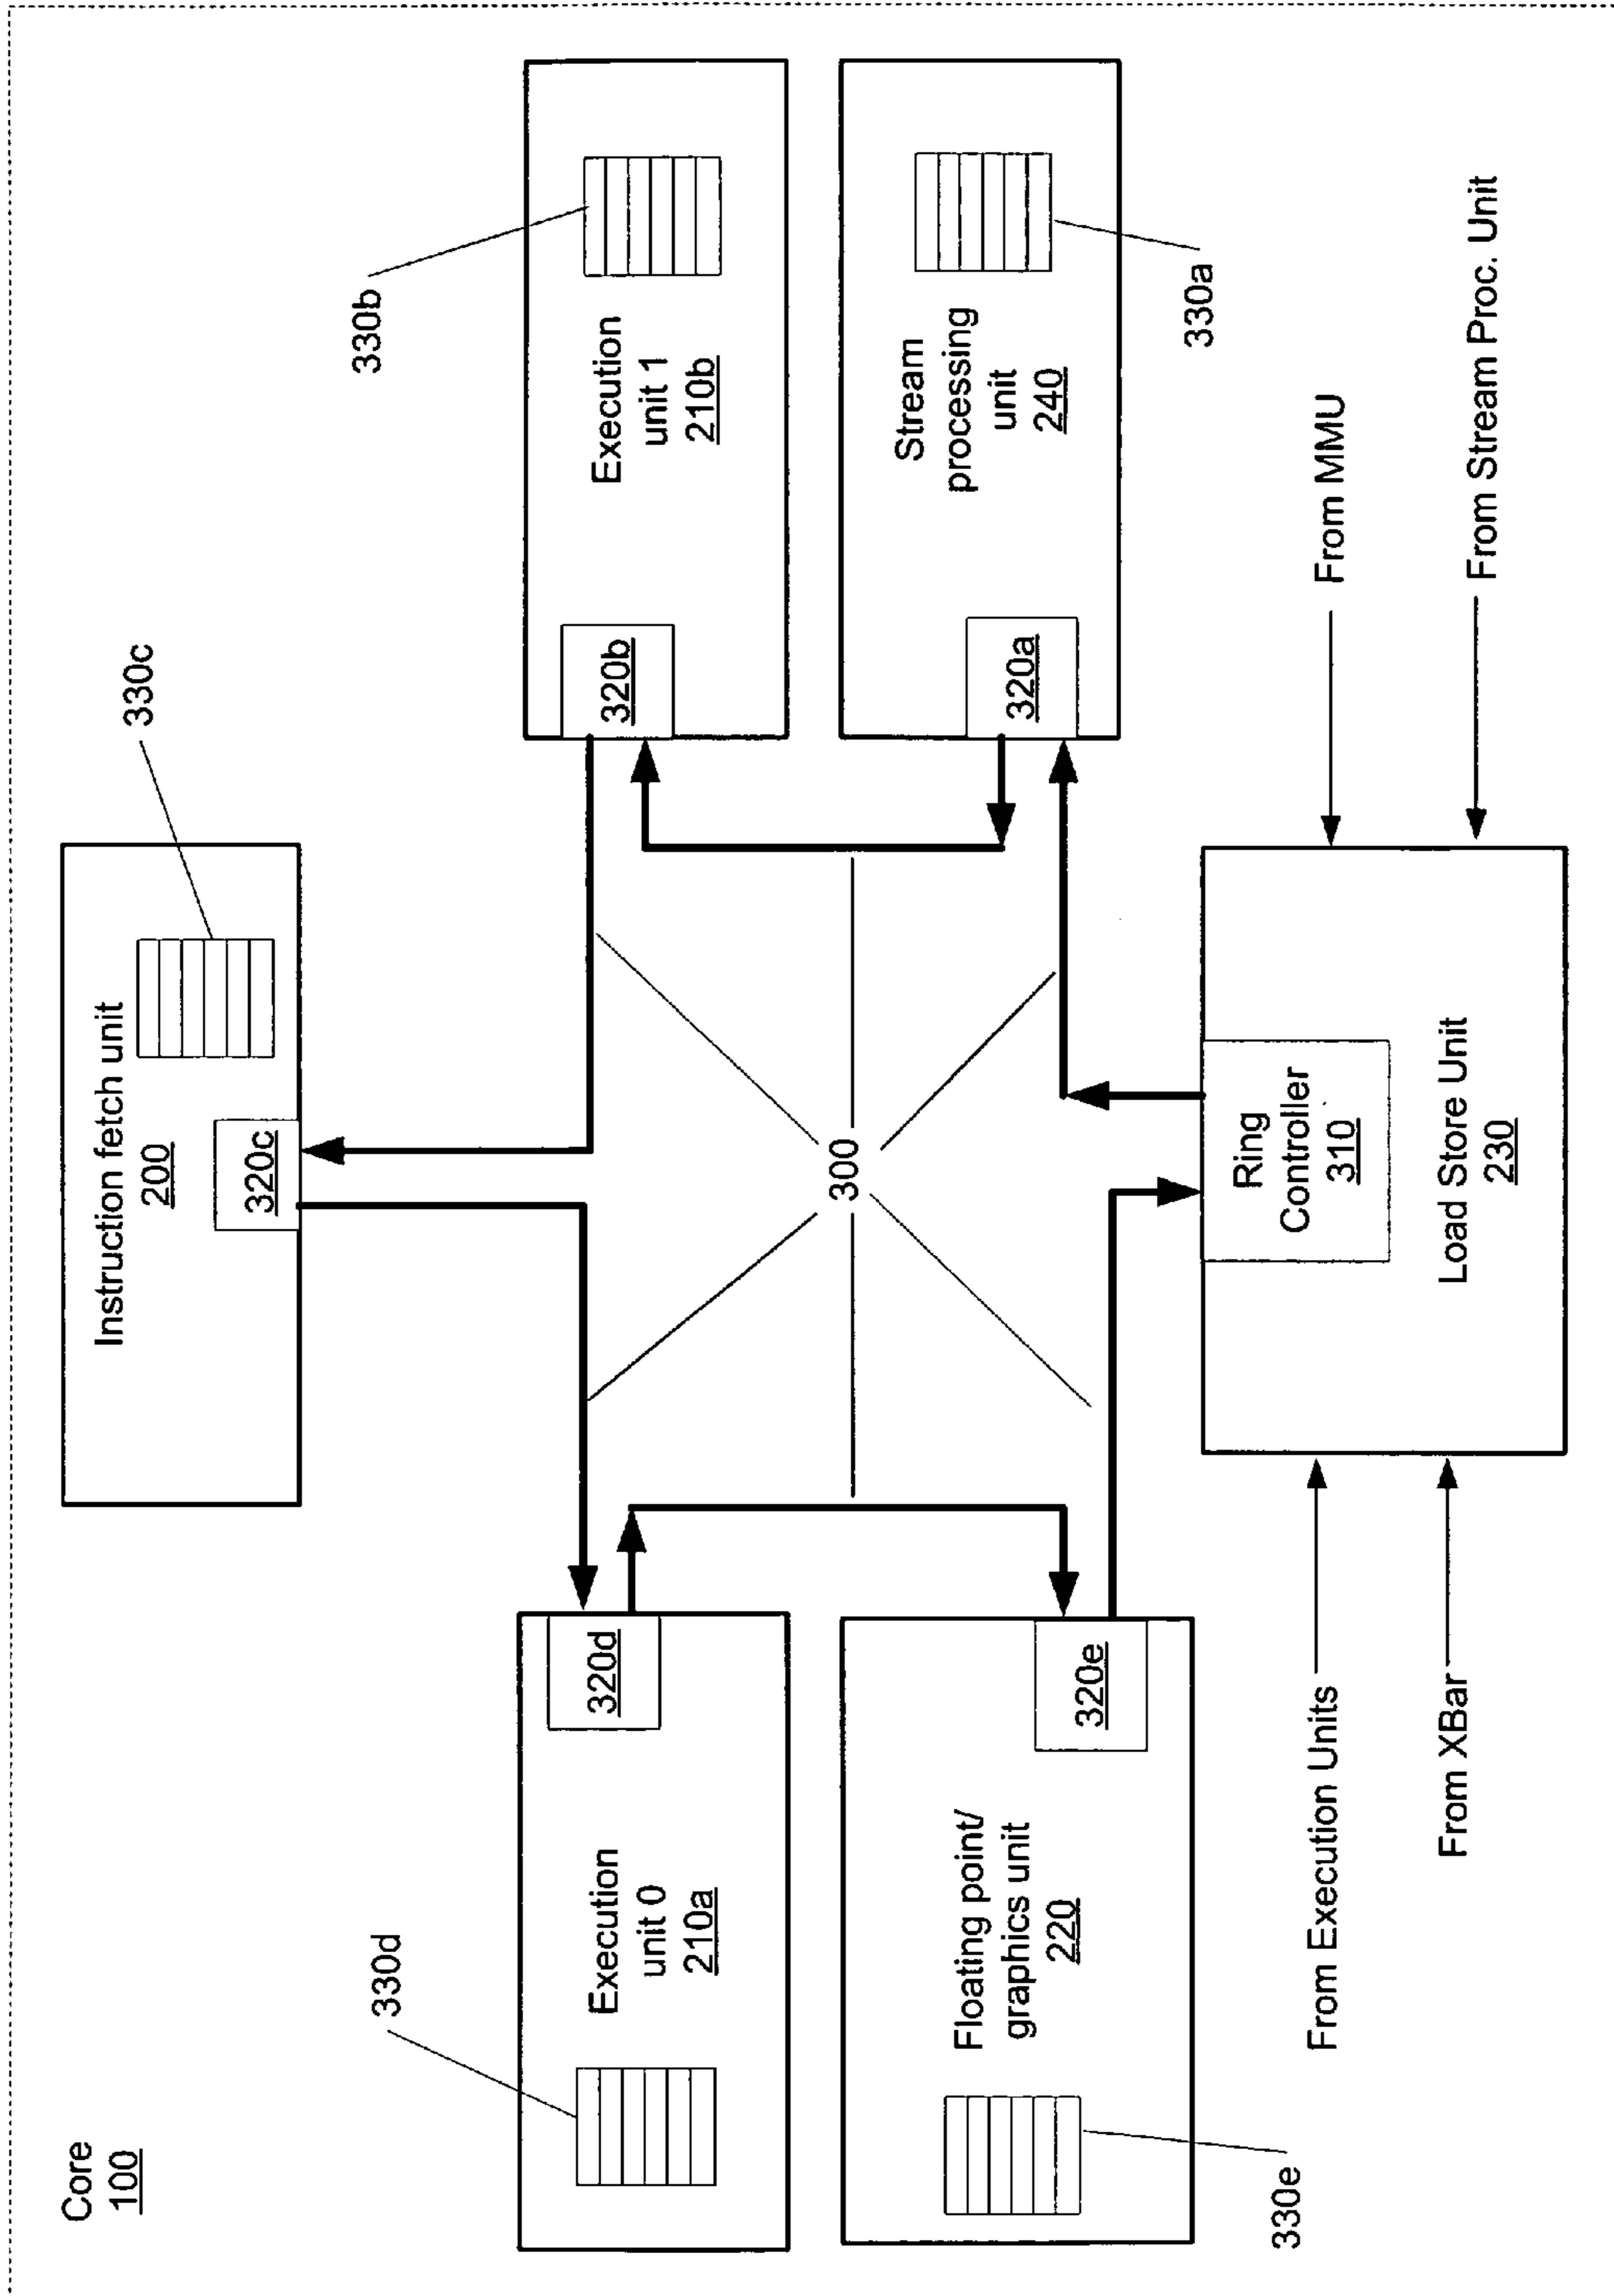 Core
100
Instruction fetch unit
200
320c
330c
330d
Execution
unit 0
210a
320d
330b
Execution
unit 1
210b
320b
300
Floating point/
graphics unit
220
320e
330e
Stream
processing
unit
240
320a
330a
Ring
Controller
310
Load Store Unit
230
From Execution Units
From XBar
From MMU
From Stream Proc. Unit